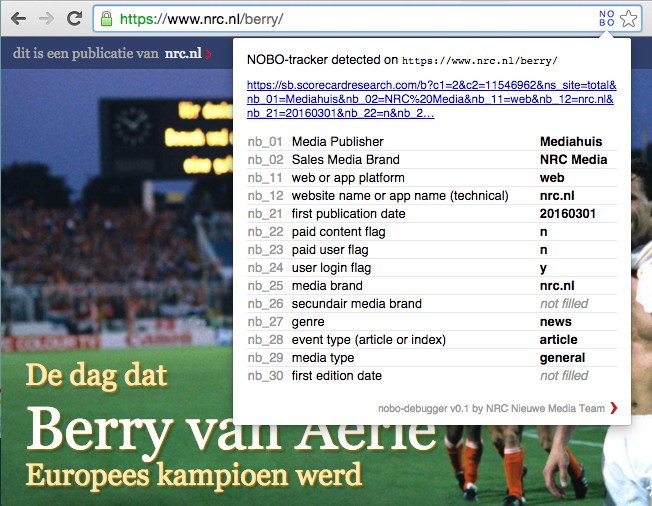 https://www.nrc.nl/berry/
NO
BO
dit is een publicatie van nrc.nl
NOBO-tracker detected on https://www.nrc.nl/berry/
https://sb.scorecardresearch.com/b?c1=2&c2=11546962&ns_site=total&
nb_01=Mediahuis&nb_02=NRC%20Media&nb_11=web&nb_12=nrc.nl&
nb_21=20160301&nb_22=n&nb_2…
nb_01 Media Publisher Mediahuis
nb_02 Sales Media Brand NRC Media
nb_11 web or app platform web
nb_12 website name or app name (technical) nrc.nl
nb_21 first publication date 20160301
nb_22 paid content flag n
nb_23 paid user flag n
nb_24 user login flag y
nb_25 media brand nrc.nl
nb_26 secundair media brand not filled
nb_27 genre news
nb_28 event type (article or index) article
nb_29 media type general
nb_30 first edition date not filled
nobo-debugger v0.1 by NRC Nieuwe Media Team
De dag dat
Berry van Aerle
Europees kampioen werd